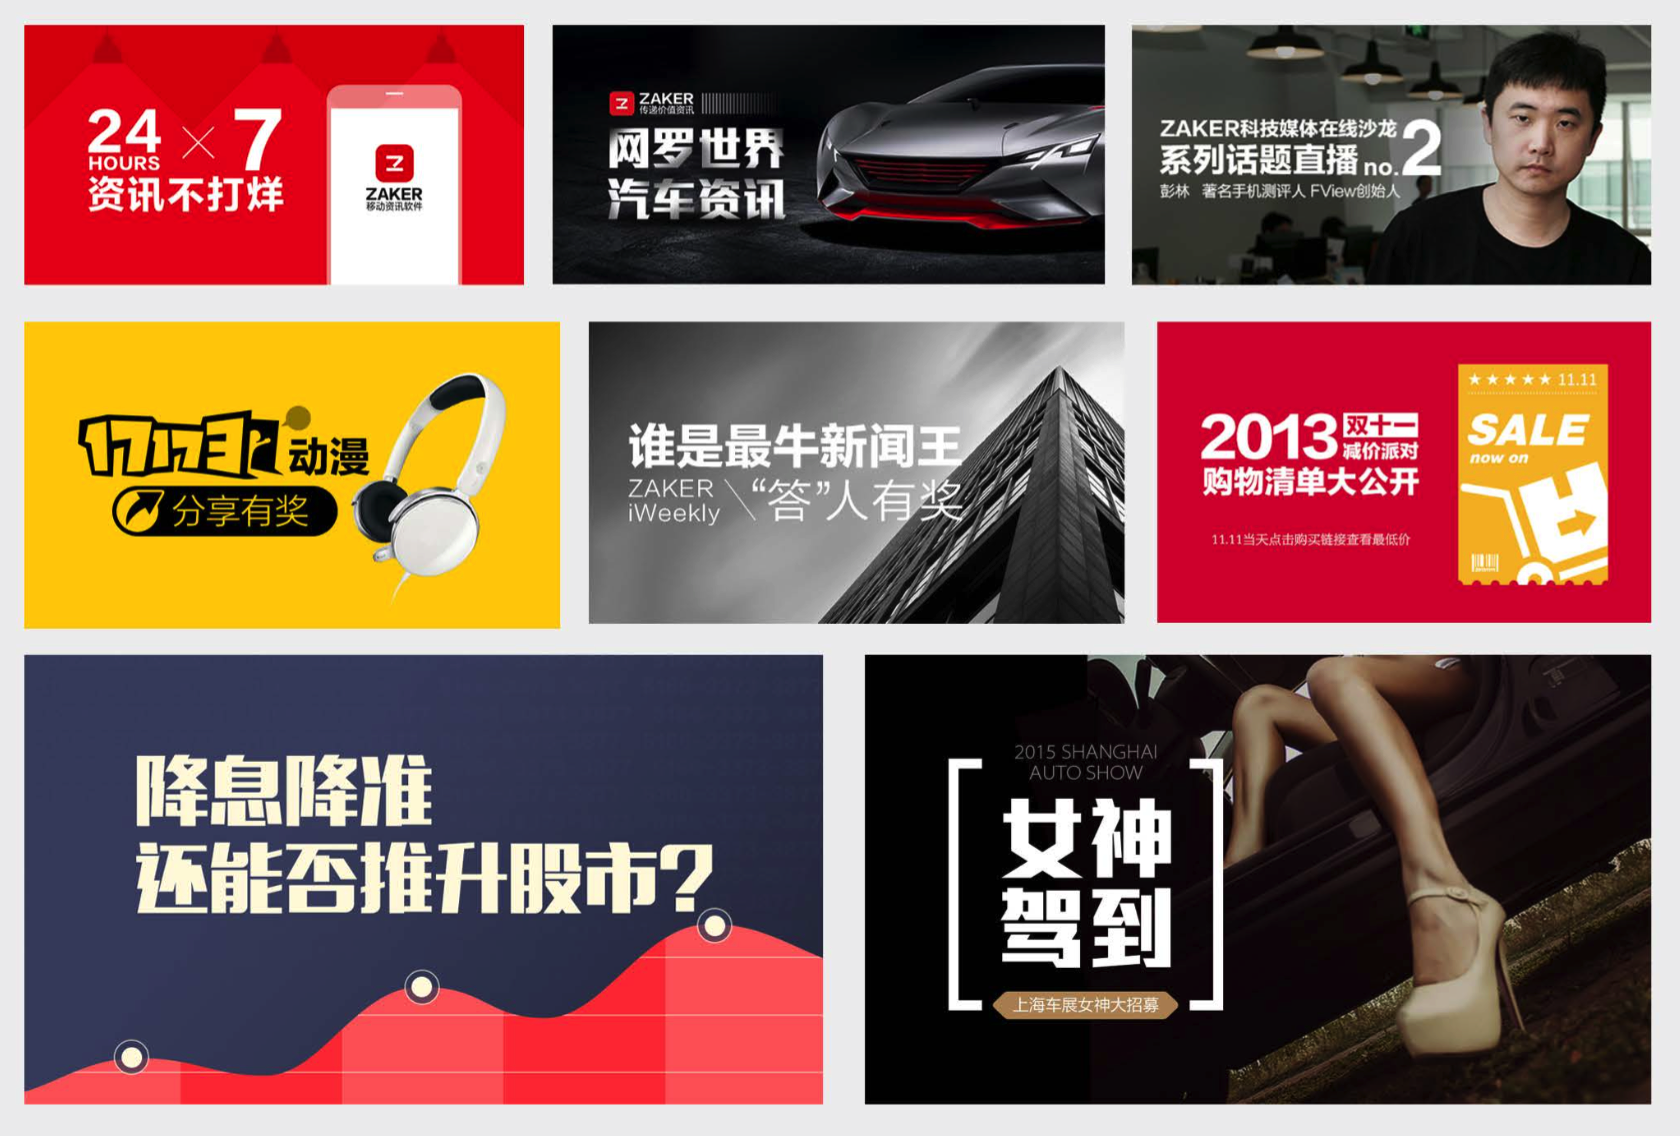 24 × 7
HOURS
资讯不打烊
ZAKER
移动资讯软件
ZAKER
传递价值资讯
网罗世界
汽车资讯
ZAKER科技媒体在线沙龙
系列话题直播 no.2
彭林 著名手机测评人 FView创始人
17173 动漫
分享有奖
谁是最牛新闻王
ZAKER
iWeekly \ “答”人有奖
2013 双十一
减价派对
购物清单大公开
11.11当天点击购买链接查看最低价
★★★★★ 11.11
SALE
now on
降息降准
还能否推升股市?
2015 SHANGHAI
AUTO SHOW
女神
驾到
上海车展女神大招募